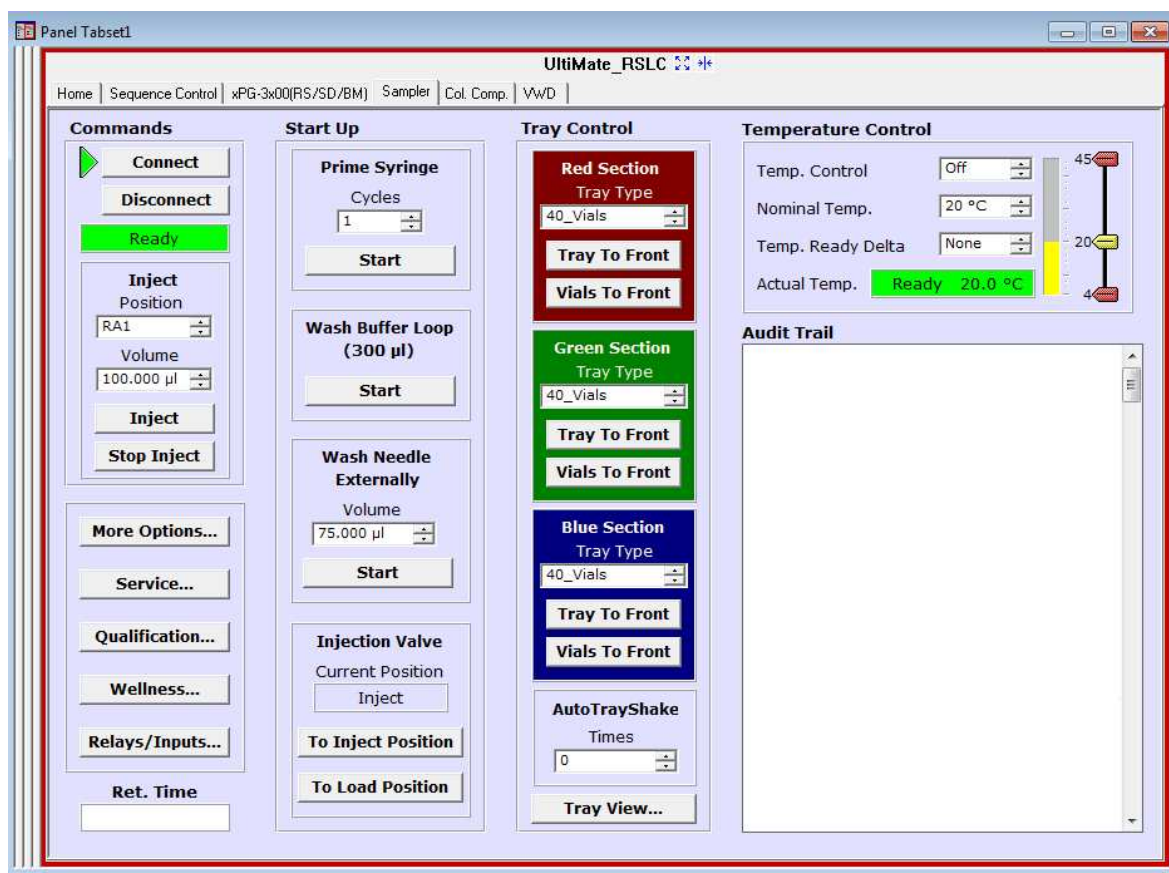 Panel Tabset1
UltiMate_RSLC
Home
Sequence Control
xPG-3x00(RS/SD/BM)
Sampler
Col. Comp.
VWD
Commands
Connect
Disconnect
Ready
Inject
Position
RA1
Volume
100.000 µl
Inject
Stop Inject
More Options...
Service...
Qualification...
Wellness...
Relays/Inputs...
Ret. Time
Start Up
Prime Syringe
Cycles
1
Start
Wash Buffer Loop
(300 µl)
Start
Wash Needle
Externally
Volume
75.000 µl
Start
Injection Valve
Current Position
Inject
To Inject Position
To Load Position
Tray Control
Red Section
Tray Type
40_Vials
Tray To Front
Vials To Front
Green Section
Tray Type
40_Vials
Tray To Front
Vials To Front
Blue Section
Tray Type
40_Vials
Tray To Front
Vials To Front
AutoTrayShake
Times
0
Tray View...
Temperature Control
Temp. Control
Off
Nominal Temp.
20 °C
Temp. Ready Delta
None
Actual Temp.
Ready 20.0 °C
45
20
4
Audit Trail